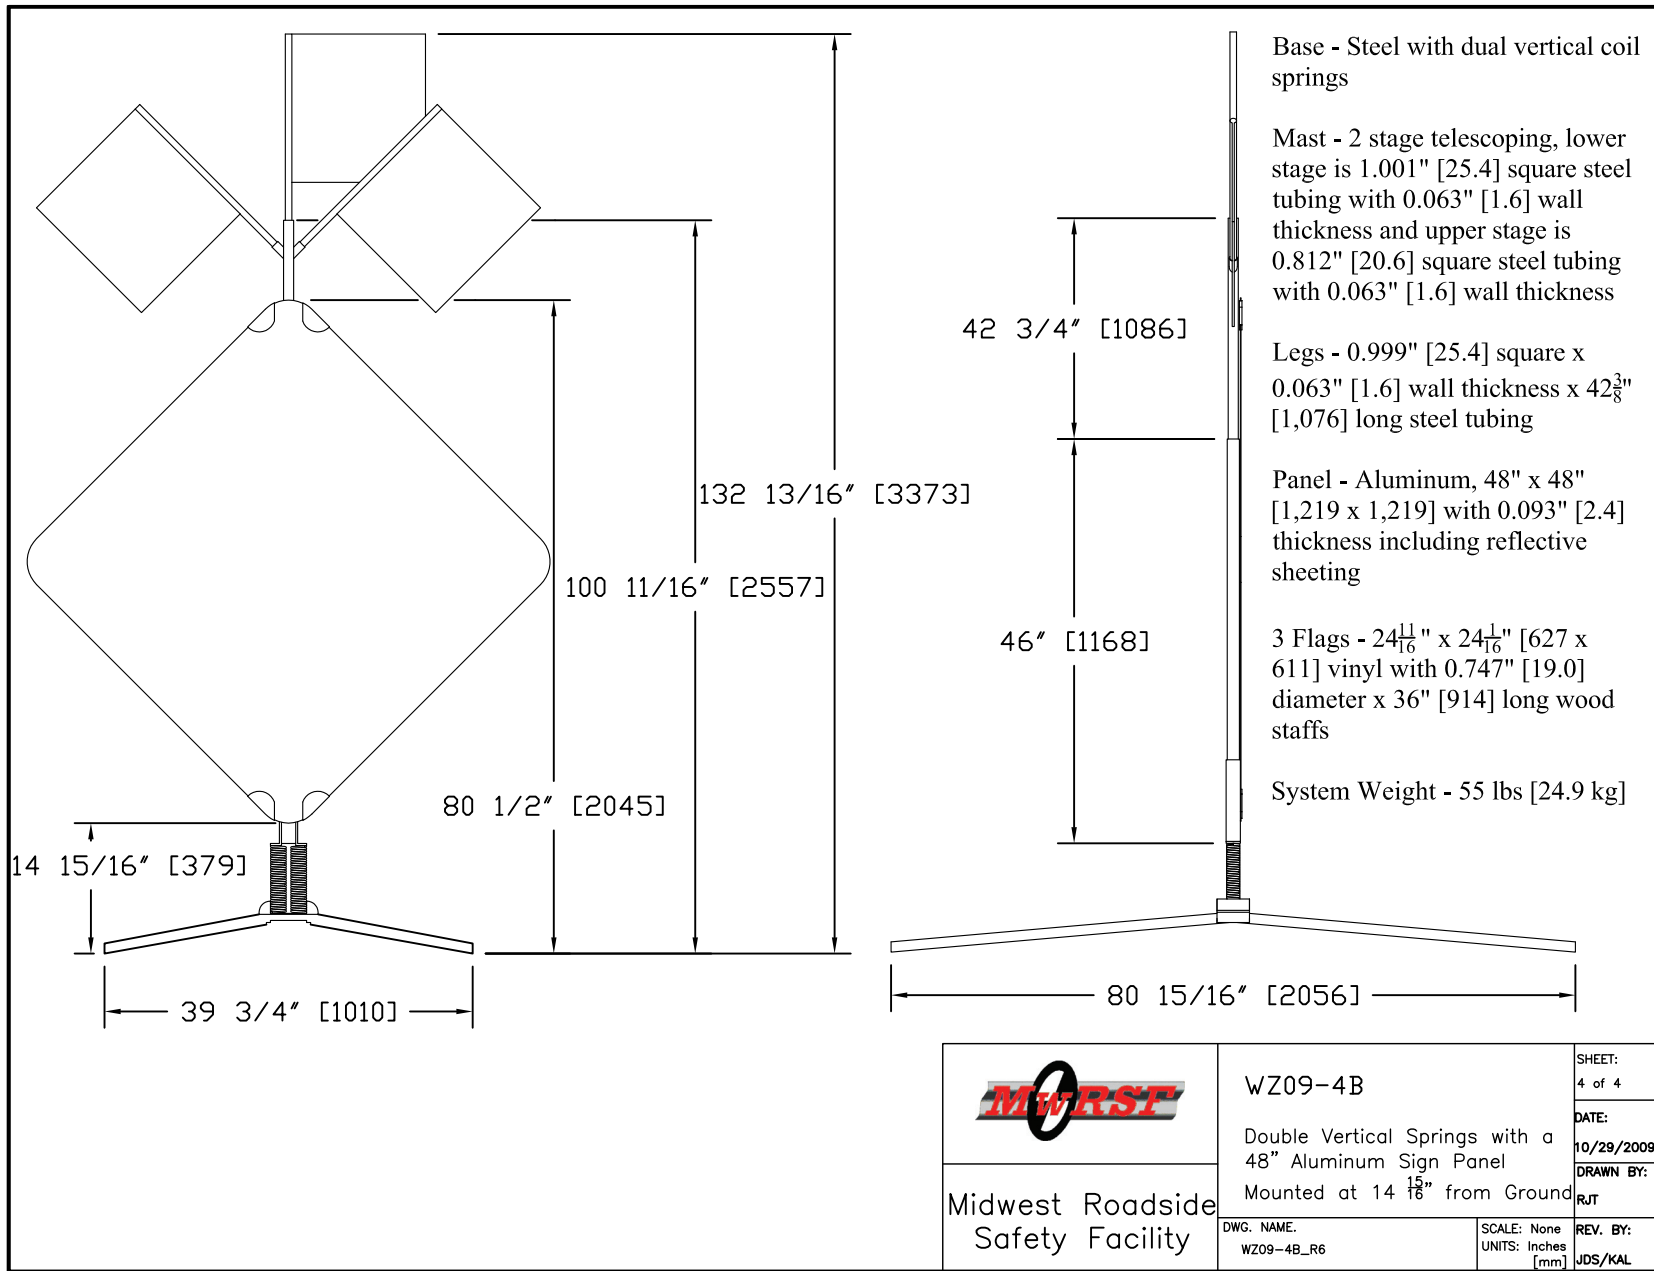 Base - Steel with dual vertical coil
springs
Mast - 2 stage telescoping, lower
stage is 1.001" [25.4] square steel
tubing with 0.063" [1.6] wall
thickness and upper stage is
0.812" [20.6] square steel tubing
with 0.063" [1.6] wall thickness
Legs - 0.999" [25.4] square x
0.063" [1.6] wall thickness x 42 3/8"
[1,076] long steel tubing
Panel - Aluminum, 48" x 48"
[1,219 x 1,219] with 0.093" [2.4]
thickness including reflective
sheeting
3 Flags - 24 11/16 " x 24 1/16" [627 x
611] vinyl with 0.747" [19.0]
diameter x 36" [914] long wood
staffs
System Weight - 55 lbs [24.9 kg]
42 3/4" [1086]
132 13/16" [3373]
100 11/16" [2557]
46" [1168]
80 1/2" [2045]
14 15/16" [379]
39 3/4" [1010]
80 15/16" [2056]
MwRSF
Midwest Roadside
Safety Facility
WZ09-4B
Double Vertical Springs with a
48" Aluminum Sign Panel
Mounted at 14 15/16" from Ground
DWG. NAME.
WZ09-4B_R6
SCALE: None
UNITS: Inches
[mm]
SHEET:
4 of 4
DATE:
10/29/2009
DRAWN BY:
RJT
REV. BY:
JDS/KAL